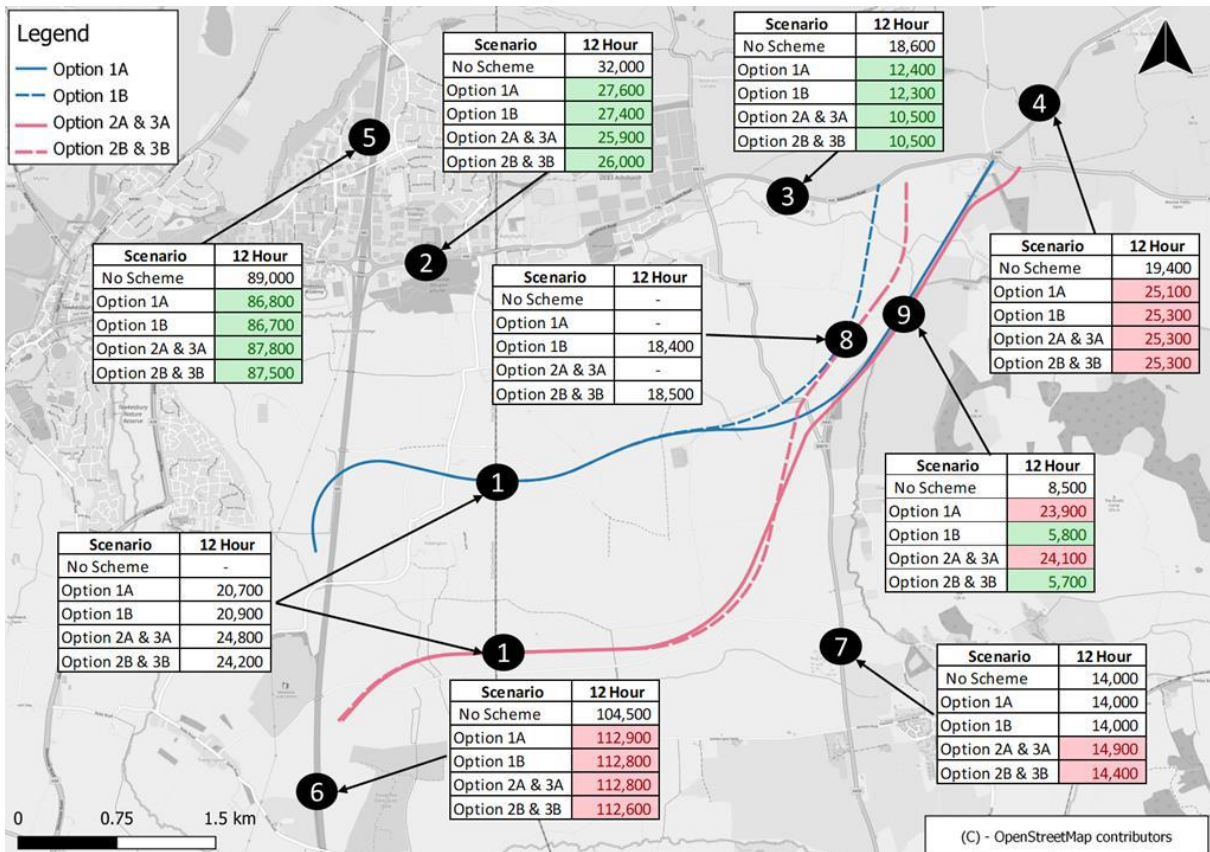 Legend
Option 1A
Option 1B
Option 2A & 3A
Option 2B & 3B
Scenario 12 Hour
No Scheme 32,000
Option 1A 27,600
Option 1B 27,400
Option 2A & 3A 25,900
Option 2B & 3B 26,000
Scenario 12 Hour
No Scheme 18,600
Option 1A 12,400
Option 1B 12,300
Option 2A & 3A 10,500
Option 2B & 3B 10,500
5
4
3
2
Scenario 12 Hour
No Scheme 89,000
Option 1A 86,800
Option 1B 86,700
Option 2A & 3A 87,800
Option 2B & 3B 87,500
Scenario 12 Hour
No Scheme -
Option 1A -
Option 1B 18,400
Option 2A & 3A -
Option 2B & 3B 18,500
8
9
Scenario 12 Hour
No Scheme 19,400
Option 1A 25,100
Option 1B 25,300
Option 2A & 3A 25,300
Option 2B & 3B 25,300
1
Scenario 12 Hour
No Scheme 8,500
Option 1A 23,900
Option 1B 5,800
Option 2A & 3A 24,100
Option 2B & 3B 5,700
Scenario 12 Hour
No Scheme -
Option 1A 20,700
Option 1B 20,900
Option 2A & 3A 24,800
Option 2B & 3B 24,200
1
7
Scenario 12 Hour
No Scheme 104,500
Option 1A 112,900
Option 1B 112,800
Option 2A & 3A 112,800
Option 2B & 3B 112,600
Scenario 12 Hour
No Scheme 14,000
Option 1A 14,000
Option 1B 14,000
Option 2A & 3A 14,900
Option 2B & 3B 14,400
6
0 0.75 1.5 km
(C) - OpenStreetMap contributors